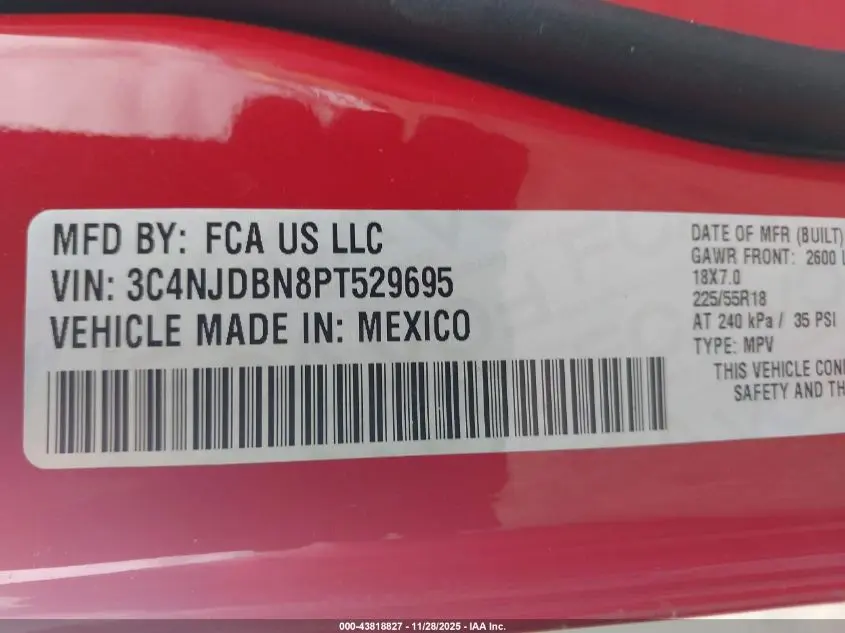 MFD BY: FCA US LLC
VIN: 3C4NJDBN8PT529695
VEHICLE MADE IN: MEXICO
DATE OF MFR (BUILT)
GAWR FRONT: 2600
18X7.0
225/55R18
AT 240 kPa / 35 PSI
TYPE: MPV
THIS VEHICLE
SAFETY AND
000-43818827 - 11/28/2025 - IAA Inc.